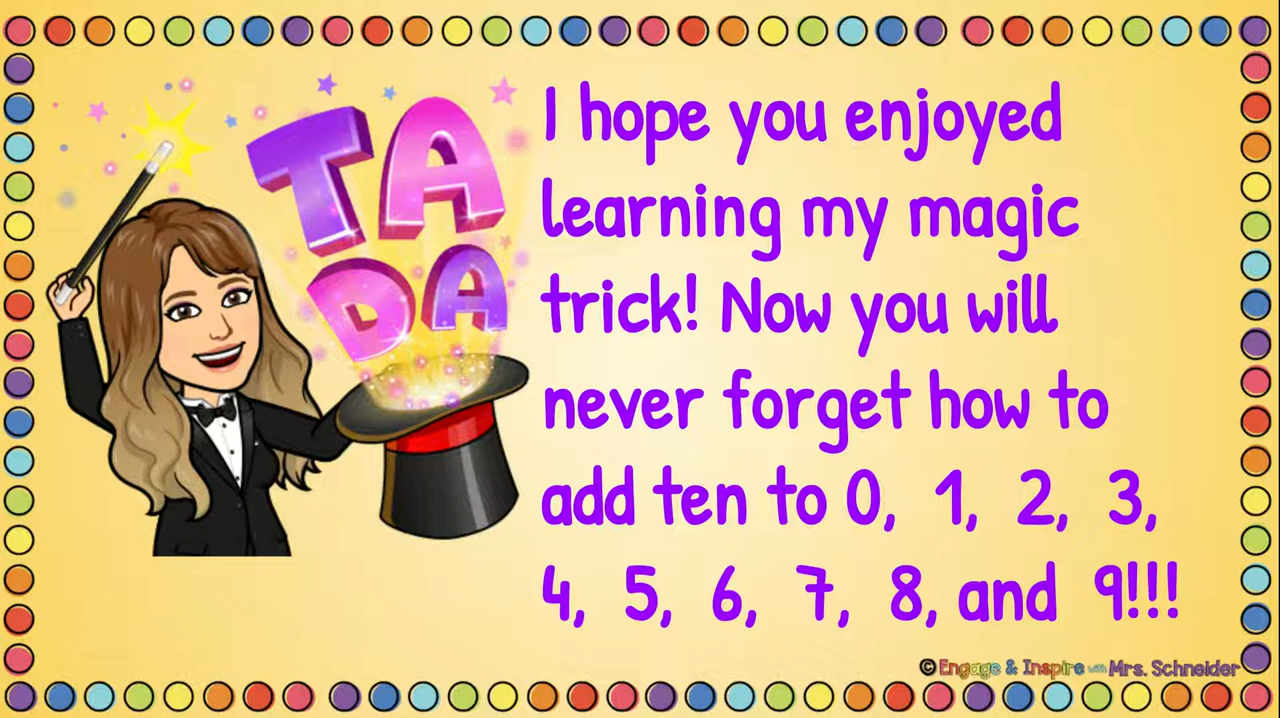 TA
DA
I hope you enjoyed
learning my magic
trick! Now you will
never forget how to
add ten to 0, 1, 2, 3,
4, 5, 6, 7, 8, and 9!!!
© Engage & Inspire with Mrs. Schneider